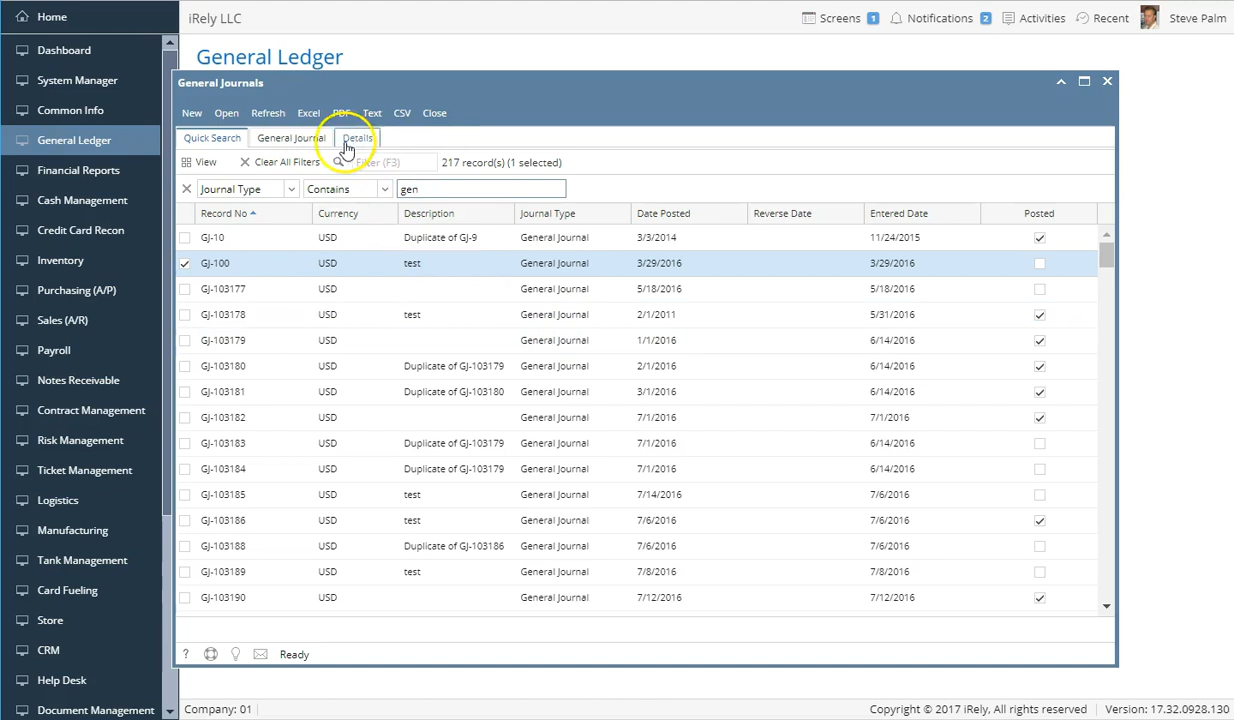 Home
iRely LLC
Screens 1
Notifications 2
Activities
Recent
Steve Palm
Dashboard
System Manager
Common Info
General Ledger
Financial Reports
Cash Management
Credit Card Recon
Inventory
Purchasing (A/P)
Sales (A/R)
Payroll
Notes Receivable
Contract Management
Risk Management
Ticket Management
Logistics
Manufacturing
Tank Management
Card Fueling
Store
CRM
Help Desk
Document Management
General Ledger
General Journals
New Open Refresh Excel PDF Text CSV Close
Quick Search General Journal Details
View Clear All Filters Filter (F3) 217 record(s) (1 selected)
Journal Type Contains gen
Record No Currency Description Journal Type Date Posted Reverse Date Entered Date Posted
GJ-10 USD Duplicate of GJ-9 General Journal 3/3/2014 11/24/2015
GJ-100 USD test General Journal 3/29/2016 3/29/2016
GJ-103177 USD General Journal 5/18/2016 5/18/2016
GJ-103178 USD test General Journal 2/1/2011 5/31/2016
GJ-103179 USD General Journal 1/1/2016 6/14/2016
GJ-103180 USD Duplicate of GJ-103179 General Journal 2/1/2016 6/14/2016
GJ-103181 USD Duplicate of GJ-103180 General Journal 3/1/2016 6/14/2016
GJ-103182 USD General Journal 7/1/2016 7/1/2016
GJ-103183 USD Duplicate of GJ-103179 General Journal 7/1/2016 6/14/2016
GJ-103184 USD Duplicate of GJ-103179 General Journal 7/1/2016 6/14/2016
GJ-103185 USD test General Journal 7/14/2016 7/6/2016
GJ-103186 USD test General Journal 7/6/2016 7/6/2016
GJ-103188 USD Duplicate of GJ-103186 General Journal 7/6/2016 7/6/2016
GJ-103189 USD test General Journal 7/8/2016 7/8/2016
GJ-103190 USD General Journal 7/12/2016 7/12/2016
? Ready
Company: 01
Copyright © 2017 iRely, All rights reserved
Version: 17.32.0928.130